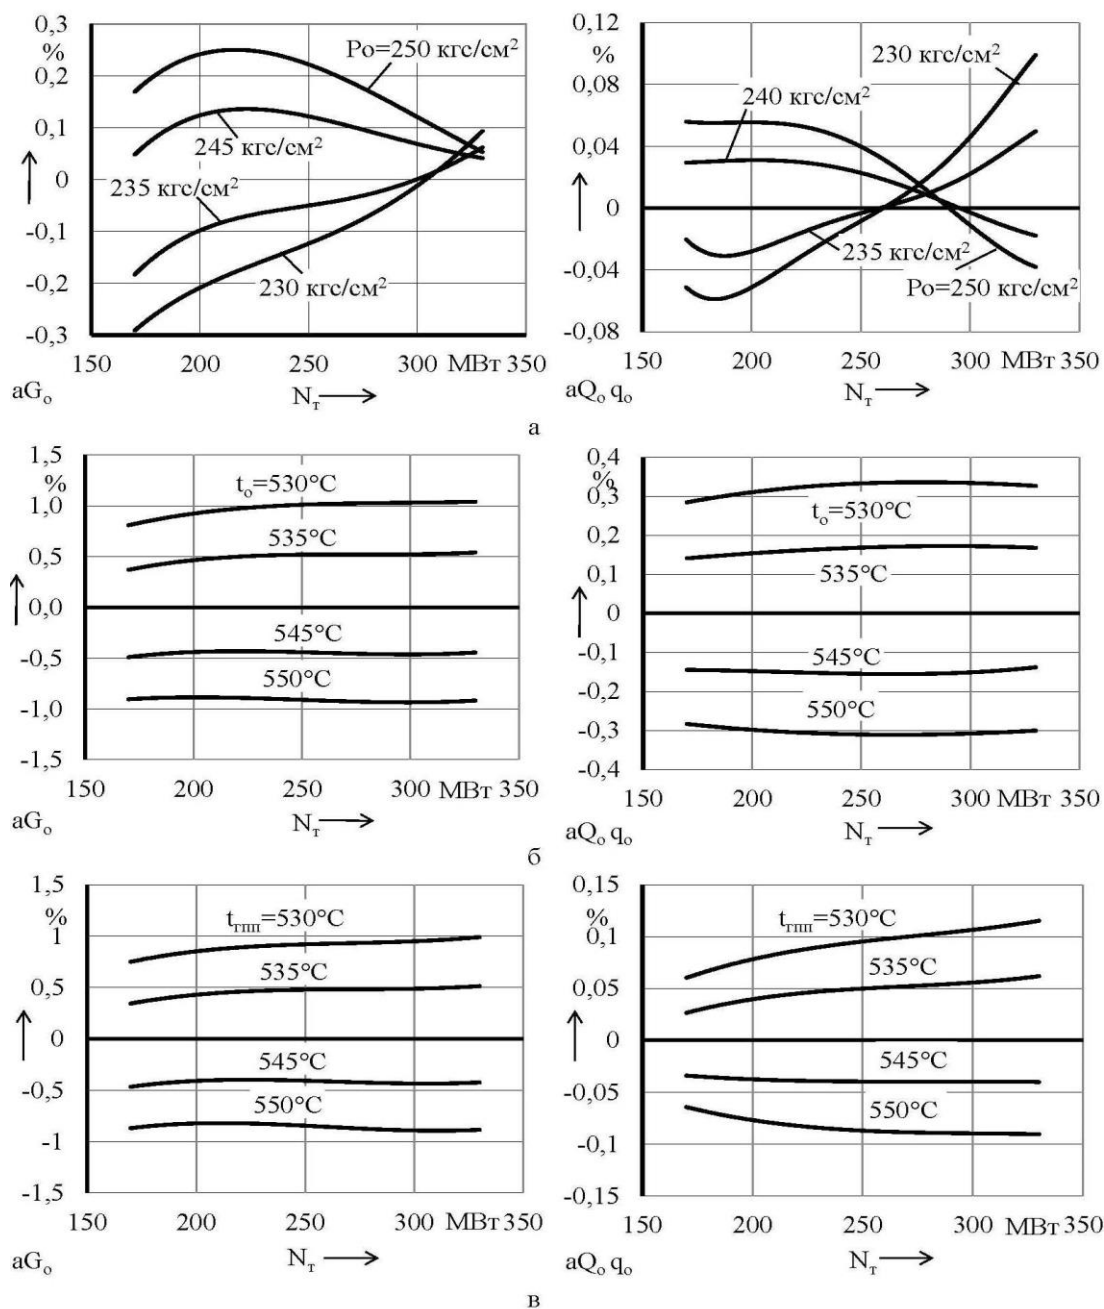 0,3
%
0,2
0,1
0
-0,1
-0,2
-0,3
Po=250 кгс/см²
245 кгс/см²
235 кгс/см²
230 кгс/см²
150 200 250 300 МВт 350
aGₒ
Nₜ
0,12
%
0,08
0,04
0
-0,04
-0,08
230 кгс/см²
240 кгс/см²
235 кгс/см²
Po=250 кгс/см²
150 200 250 300 МВт 350
aQₒ qₒ
Nₜ
а
1,5
%
1,0
0,5
0,0
-0,5
-1,0
-1,5
tₒ=530°C
535°C
545°C
550°C
150 200 250 300 МВт 350
aGₒ
Nₜ
0,4
%
0,3
0,2
0,1
0
-0,1
-0,2
-0,3
-0,4
tₒ=530°C
535°C
545°C
550°C
150 200 250 300 МВт 350
aQₒ qₒ
Nₜ
б
1,5
%
1
0,5
0
-0,5
-1
-1,5
tгпп=530°C
535°C
545°C
550°C
150 200 250 300 МВт 350
aGₒ
Nₜ
0,15
%
0,1
0,05
0
-0,05
-0,1
-0,15
tгпп=530°C
535°C
545°C
550°C
150 200 250 300 МВт 350
aQₒ qₒ
Nₜ
в